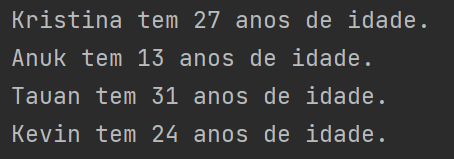 Kristina tem 27 anos de idade.
Anuk tem 13 anos de idade.
Tauan tem 31 anos de idade.
Kevin tem 24 anos de idade.